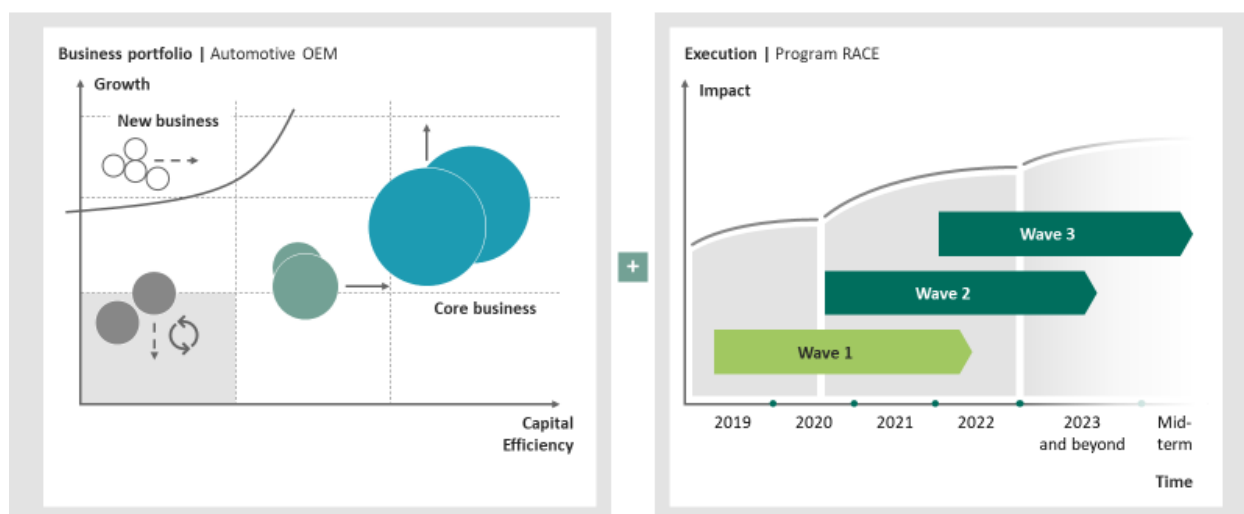 Business portfolio | Automotive OEM
Growth
New business
Core business
Capital
Efficiency
+
Execution | Program RACE
Impact
Wave 3
Wave 2
Wave 1
2019 2020 2021 2022 2023 Mid-
and beyond term
Time